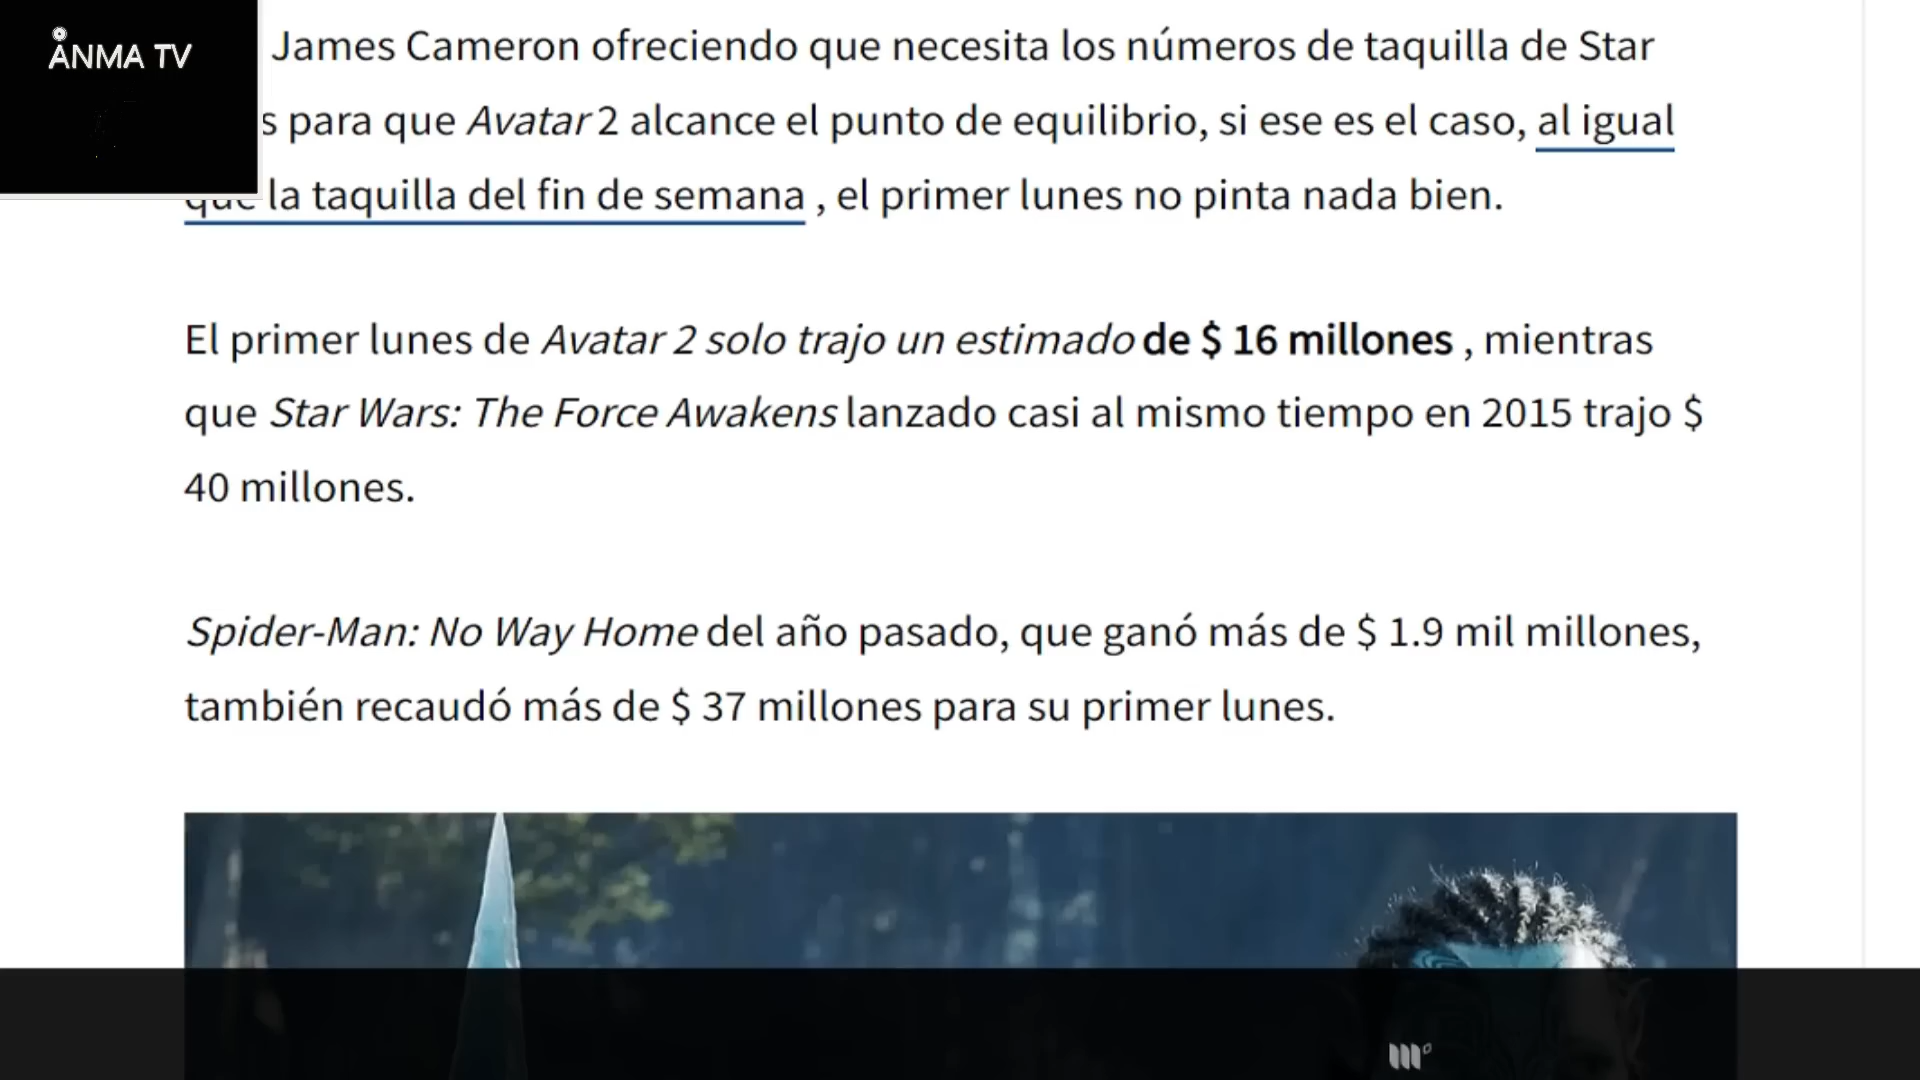 ÅNMA TV
James Cameron ofreciendo que necesita los números de taquilla de Star
s para que Avatar 2 alcance el punto de equilibrio, si ese es el caso, al igual
que la taquilla del fin de semana , el primer lunes no pinta nada bien.
El primer lunes de Avatar 2 solo trajo un estimado de $ 16 millones , mientras
que Star Wars: The Force Awakens lanzado casi al mismo tiempo en 2015 trajo $
40 millones.
Spider-Man: No Way Home del año pasado, que ganó más de $ 1.9 mil millones,
también recaudó más de $ 37 millones para su primer lunes.